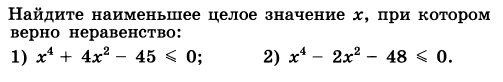 Найдите наименьшее целое значение x, при котором
верно неравенство:
1) x⁴ + 4x² − 45 ⩽ 0; 2) x⁴ − 2x² − 48 ⩽ 0.